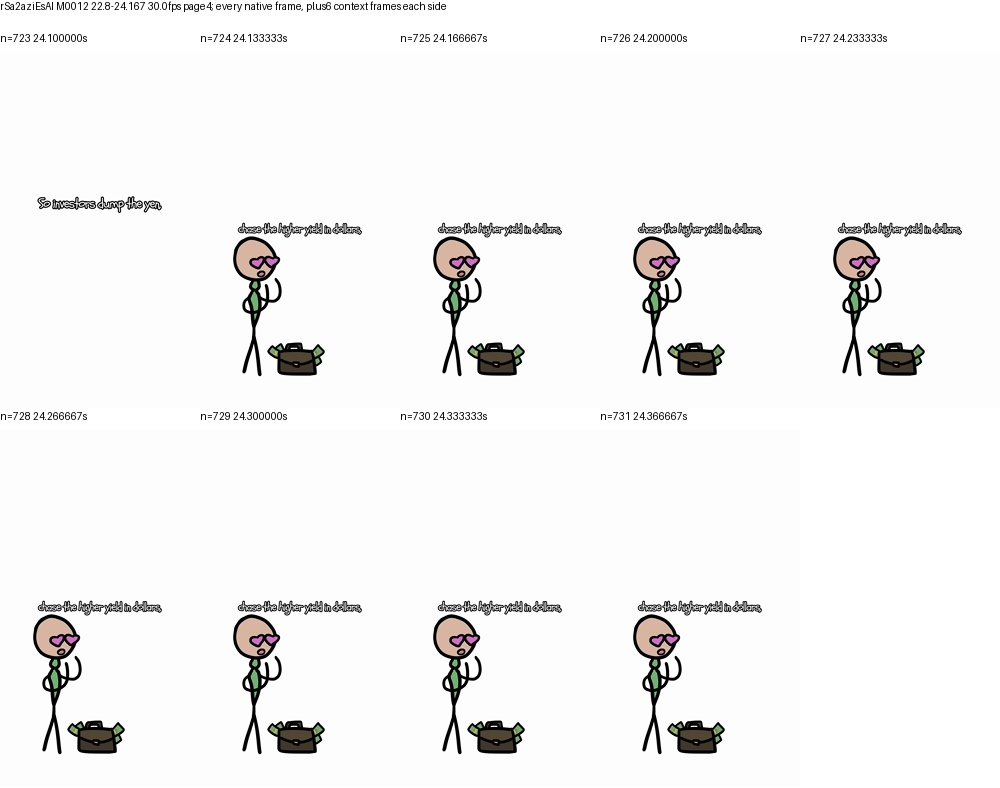 rSa2aziEsAI M0012 22.8-24.167 30.0fps page4; every native frame, plus6 context frames each side
n=723 24.100000s
n=724 24.133333s
n=725 24.166667s
n=726 24.200000s
n=727 24.233333s
So investors dump the yen,
chase the higher yield in dollars,
chase the higher yield in dollars,
chase the higher yield in dollars,
chase the higher yield in dollars,
n=728 24.266667s
n=729 24.300000s
n=730 24.333333s
n=731 24.366667s
chase the higher yield in dollars,
chase the higher yield in dollars,
chase the higher yield in dollars,
chase the higher yield in dollars,